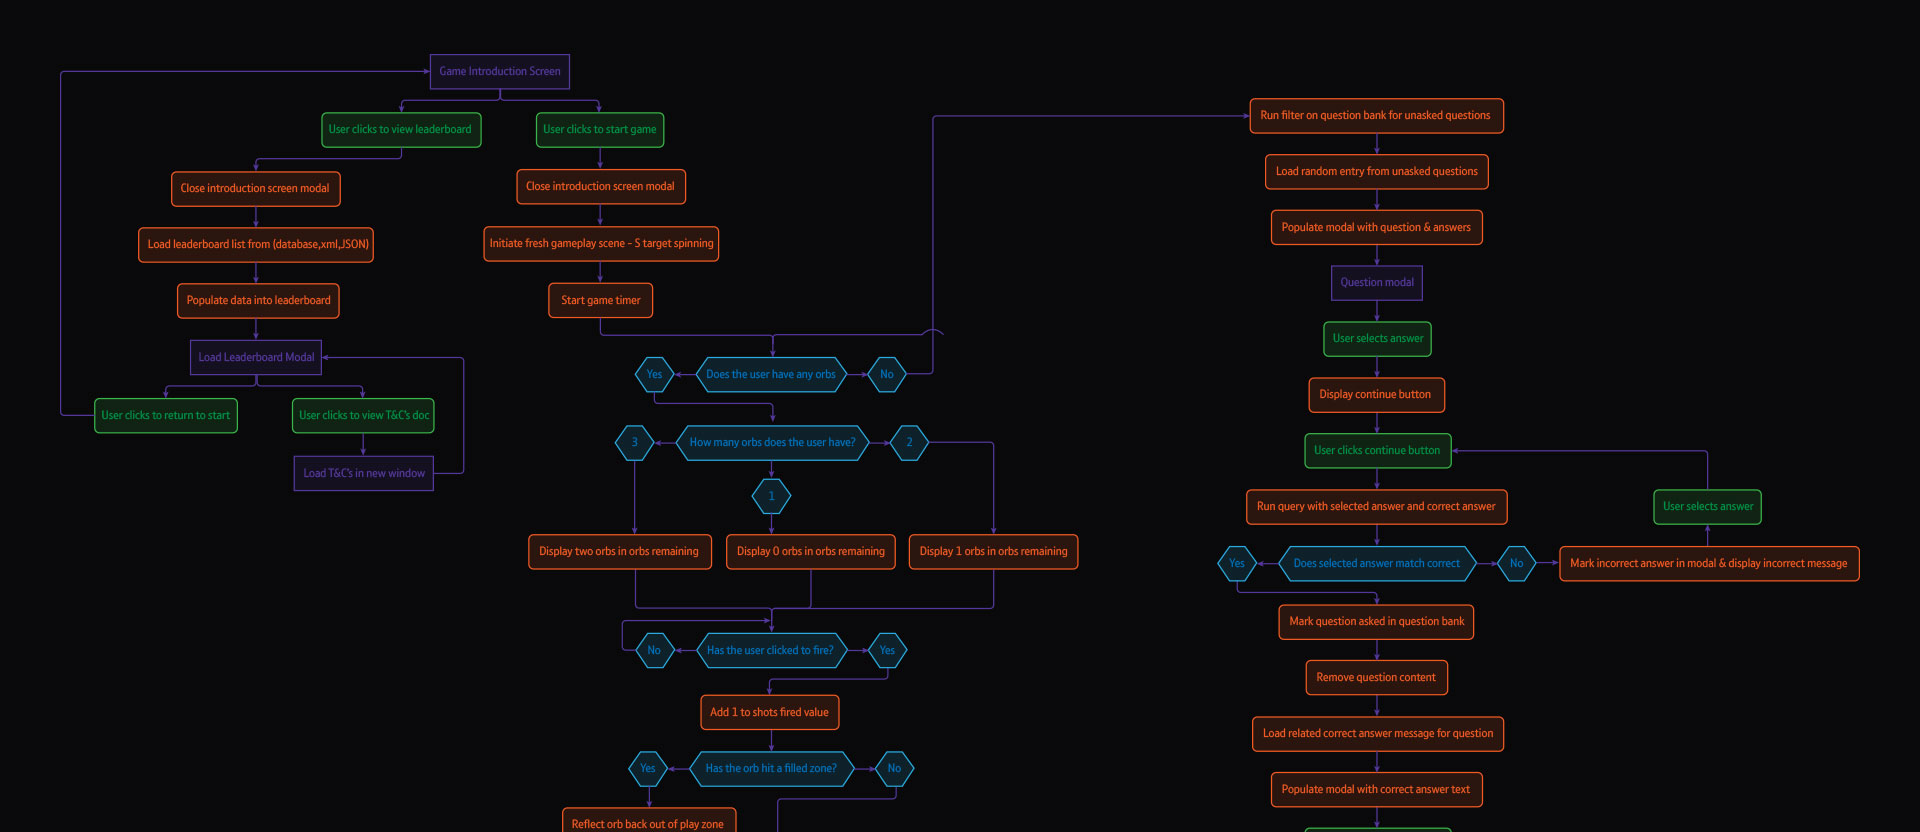 Game Introduction Screen
User clicks to view leaderboard
User clicks to start game
Close introduction screen modal
Load leaderboard list from (database,xml,JSON)
Populate data into leaderboard
Load Leaderboard Modal
User clicks to return to start
User clicks to view T&C's doc
Load T&C's in new window
Close introduction screen modal
Initiate fresh gameplay scene - 5 target spinning
Start game timer
Yes
Does the user have any orbs
No
3
How many orbs does the user have?
2
1
Display two orbs in orbs remaining
Display 0 orbs in orbs remaining
Display 1 orbs in orbs remaining
No
Has the user clicked to fire?
Yes
Add 1 to shots fired value
Yes
Has the orb hit a filled zone?
No
Reflect orb back out of play zone
Run filter on question bank for unasked questions
Load random entry from unasked questions
Populate modal with question & answers
Question modal
User selects answer
Display continue button
User clicks continue button
Run query with selected answer and correct answer
User selects answer
Yes
Does selected answer match correct
No
Mark incorrect answer in modal & display incorrect message
Mark question asked in question bank
Remove question content
Load related correct answer message for question
Populate modal with correct answer text